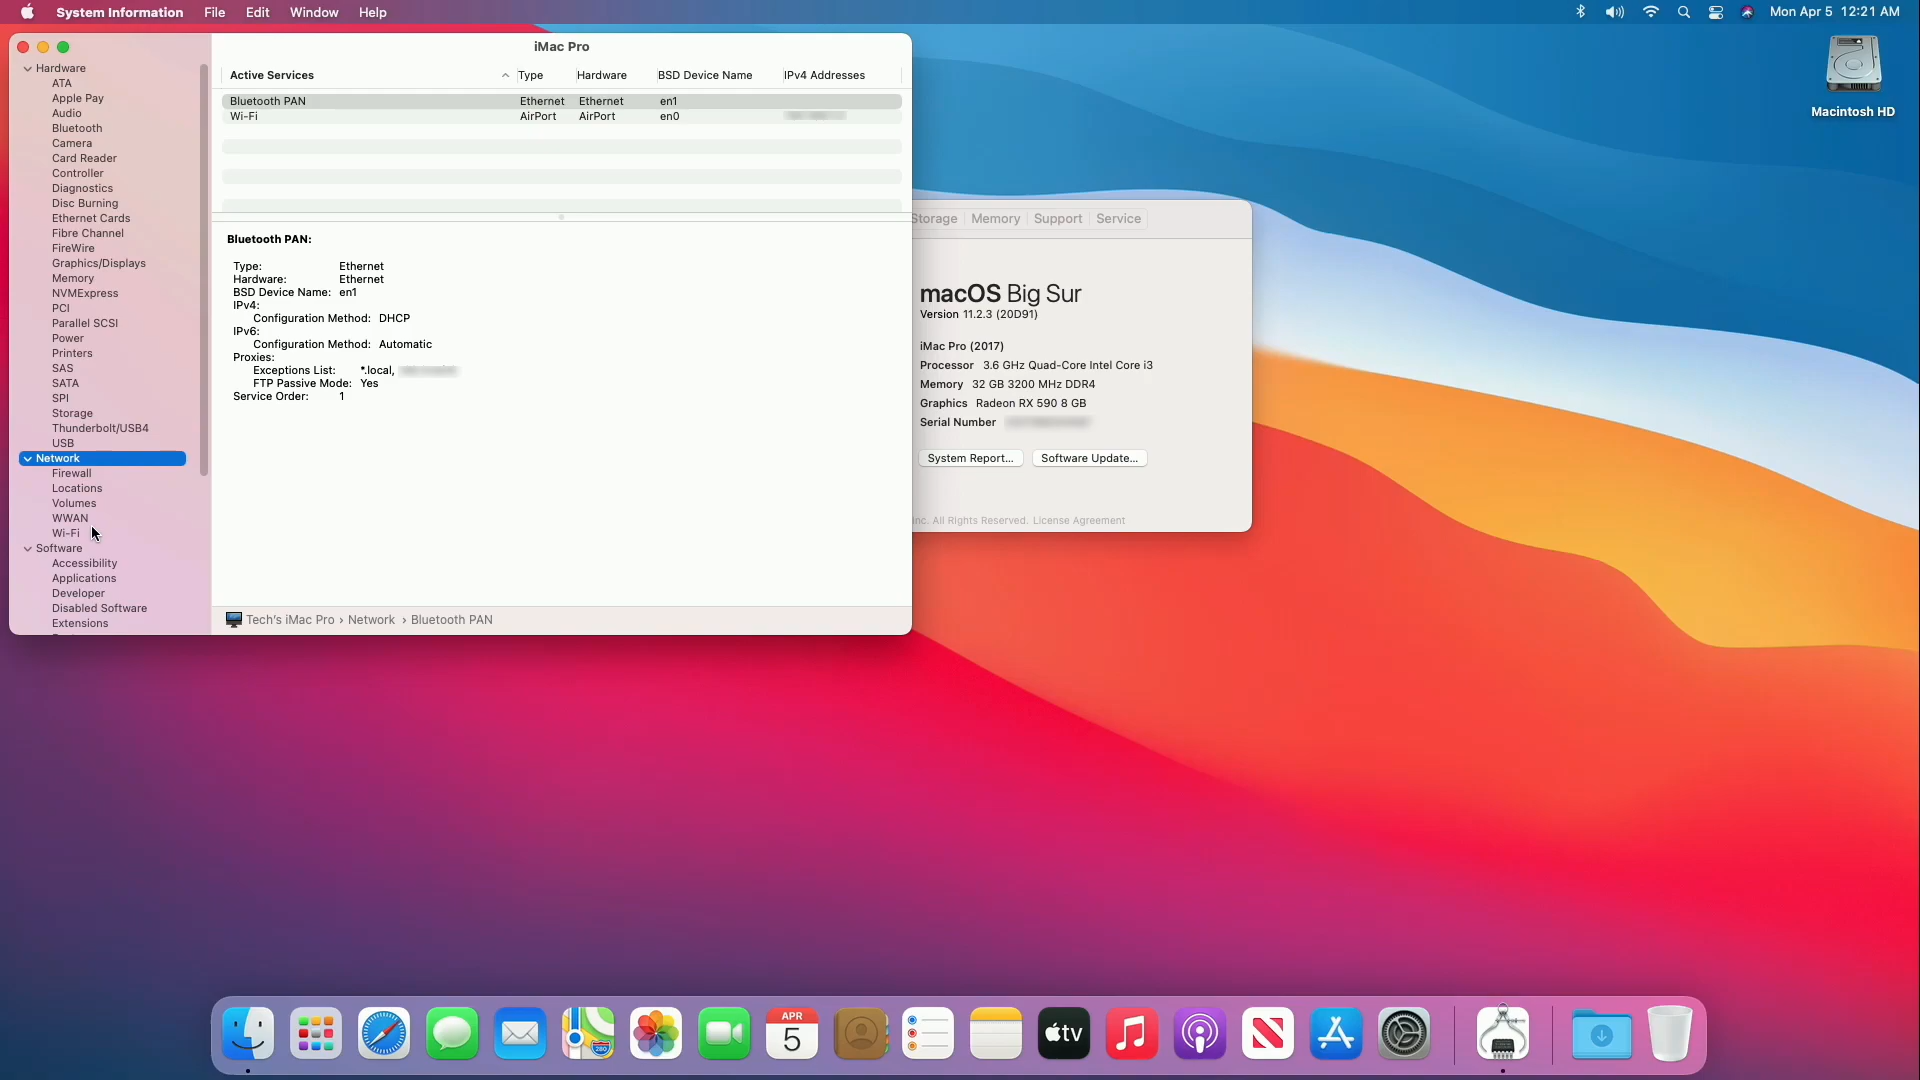 System Information File Edit Window Help
Mon Apr 5 12:21 AM
iMac Pro
Hardware
ATA
Apple Pay
Audio
Bluetooth
Camera
Card Reader
Controller
Diagnostics
Disc Burning
Ethernet Cards
Fibre Channel
FireWire
Graphics/Displays
Memory
NVMExpress
PCI
Parallel SCSI
Power
Printers
SAS
SATA
SPI
Storage
Thunderbolt/USB4
USB
Network
Firewall
Locations
Volumes
WWAN
Wi-Fi
Software
Accessibility
Applications
Developer
Disabled Software
Extensions
Active Services Type Hardware BSD Device Name IPv4 Addresses
Bluetooth PAN Ethernet Ethernet en1
Wi-Fi AirPort AirPort en0
Bluetooth PAN:
Type: Ethernet
Hardware: Ethernet
BSD Device Name: en1
IPv4:
Configuration Method: DHCP
IPv6:
Configuration Method: Automatic
Proxies:
Exceptions List: *.local,
FTP Passive Mode: Yes
Service Order: 1
Tech's iMac Pro › Network › Bluetooth PAN
Storage Memory Support Service
macOS Big Sur
Version 11.2.3 (20D91)
iMac Pro (2017)
Processor 3.6 GHz Quad-Core Intel Core i3
Memory 32 GB 3200 MHz DDR4
Graphics Radeon RX 590 8 GB
Serial Number
System Report... Software Update...
Inc. All Rights Reserved. License Agreement
Macintosh HD
280
APR
5
tv